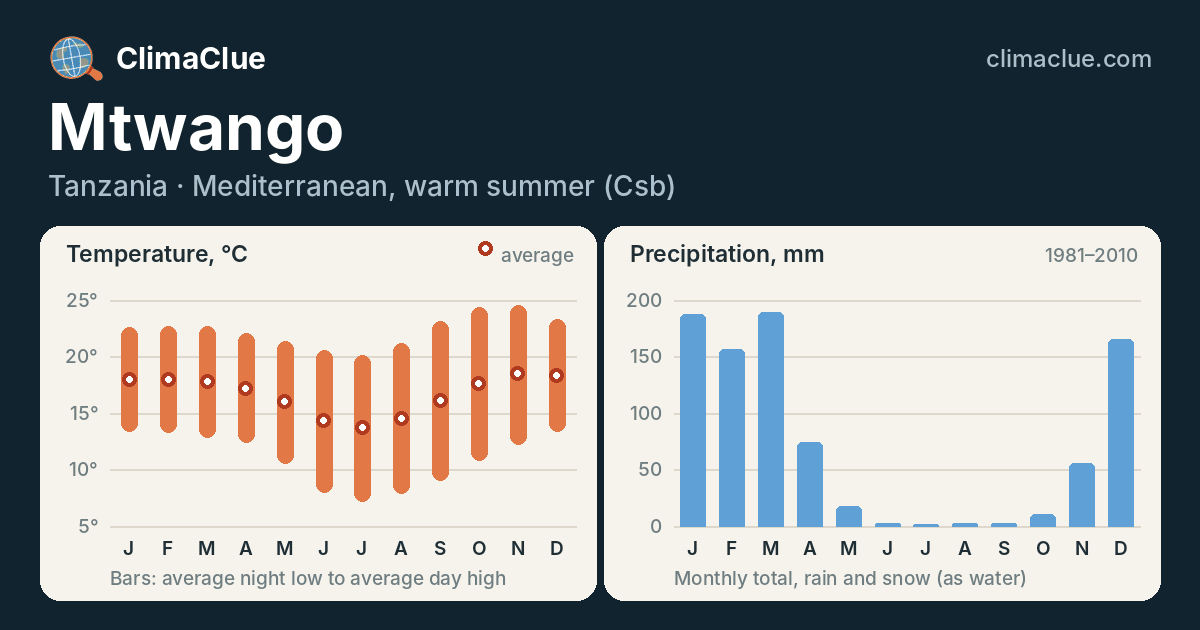 ClimaClue
climaclue.com
Mtwango
Tanzania · Mediterranean, warm summer (Csb)
Temperature, °C
average
25°
20°
15°
10°
5°
J F M A M J J A S O N D
Bars: average night low to average day high
Precipitation, mm
1981–2010
200
150
100
50
0
J F M A M J J A S O N D
Monthly total, rain and snow (as water)